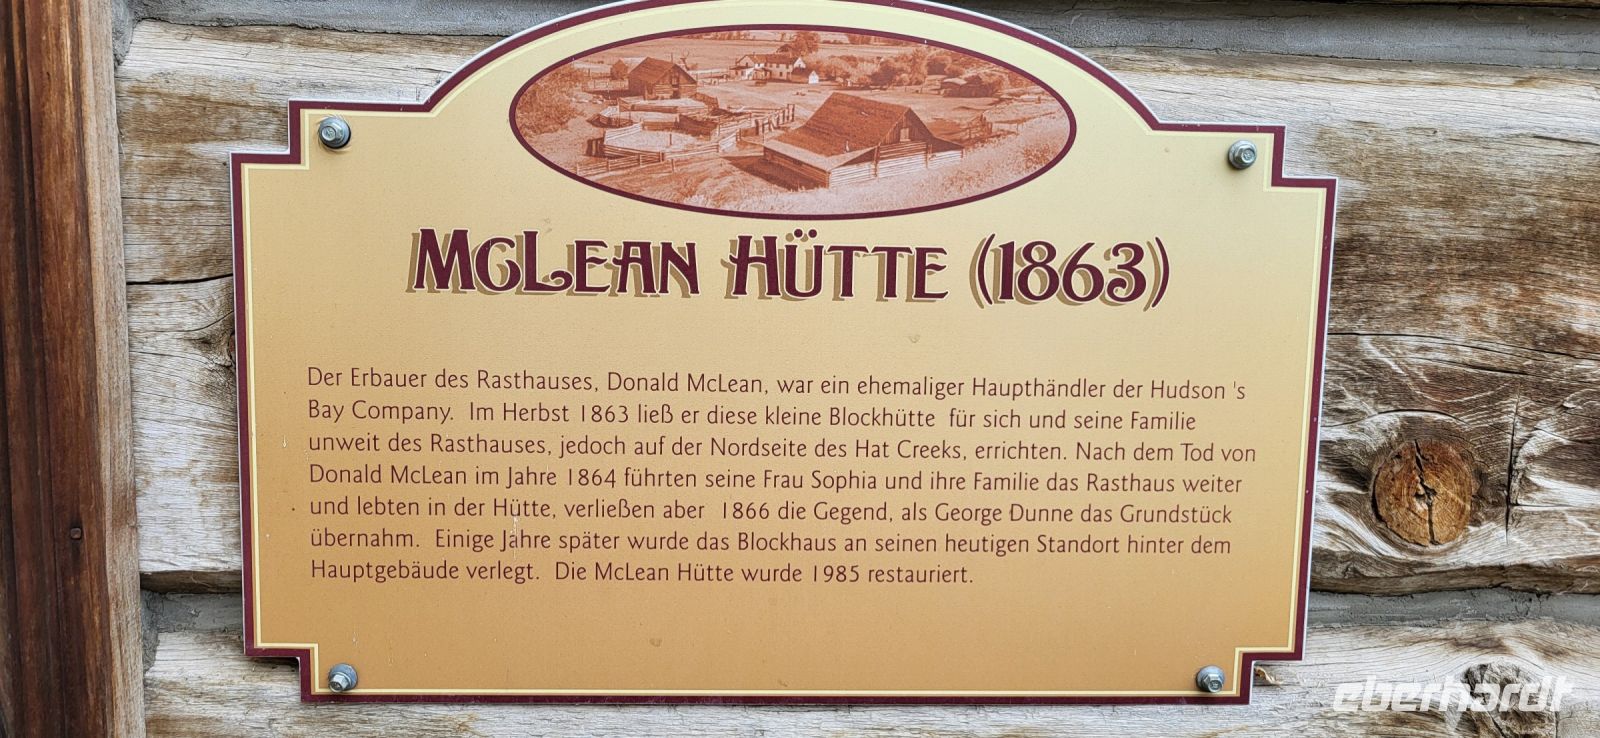 McLean Hütte (1863)
Der Erbauer des Rasthauses, Donald McLean, war ein ehemaliger Haupthändler der Hudson 's
Bay Company. Im Herbst 1863 ließ er diese kleine Blockhütte für sich und seine Familie
unweit des Rasthauses, jedoch auf der Nordseite des Hat Creeks, errichten. Nach dem Tod von
Donald McLean im Jahre 1864 führten seine Frau Sophia und ihre Familie das Rasthaus weiter
und lebten in der Hütte, verließen aber 1866 die Gegend, als George Dunne das Grundstück
übernahm. Einige Jahre später wurde das Blockhaus an seinen heutigen Standort hinter dem
Hauptgebäude verlegt. Die McLean Hütte wurde 1985 restauriert.
eberhardt